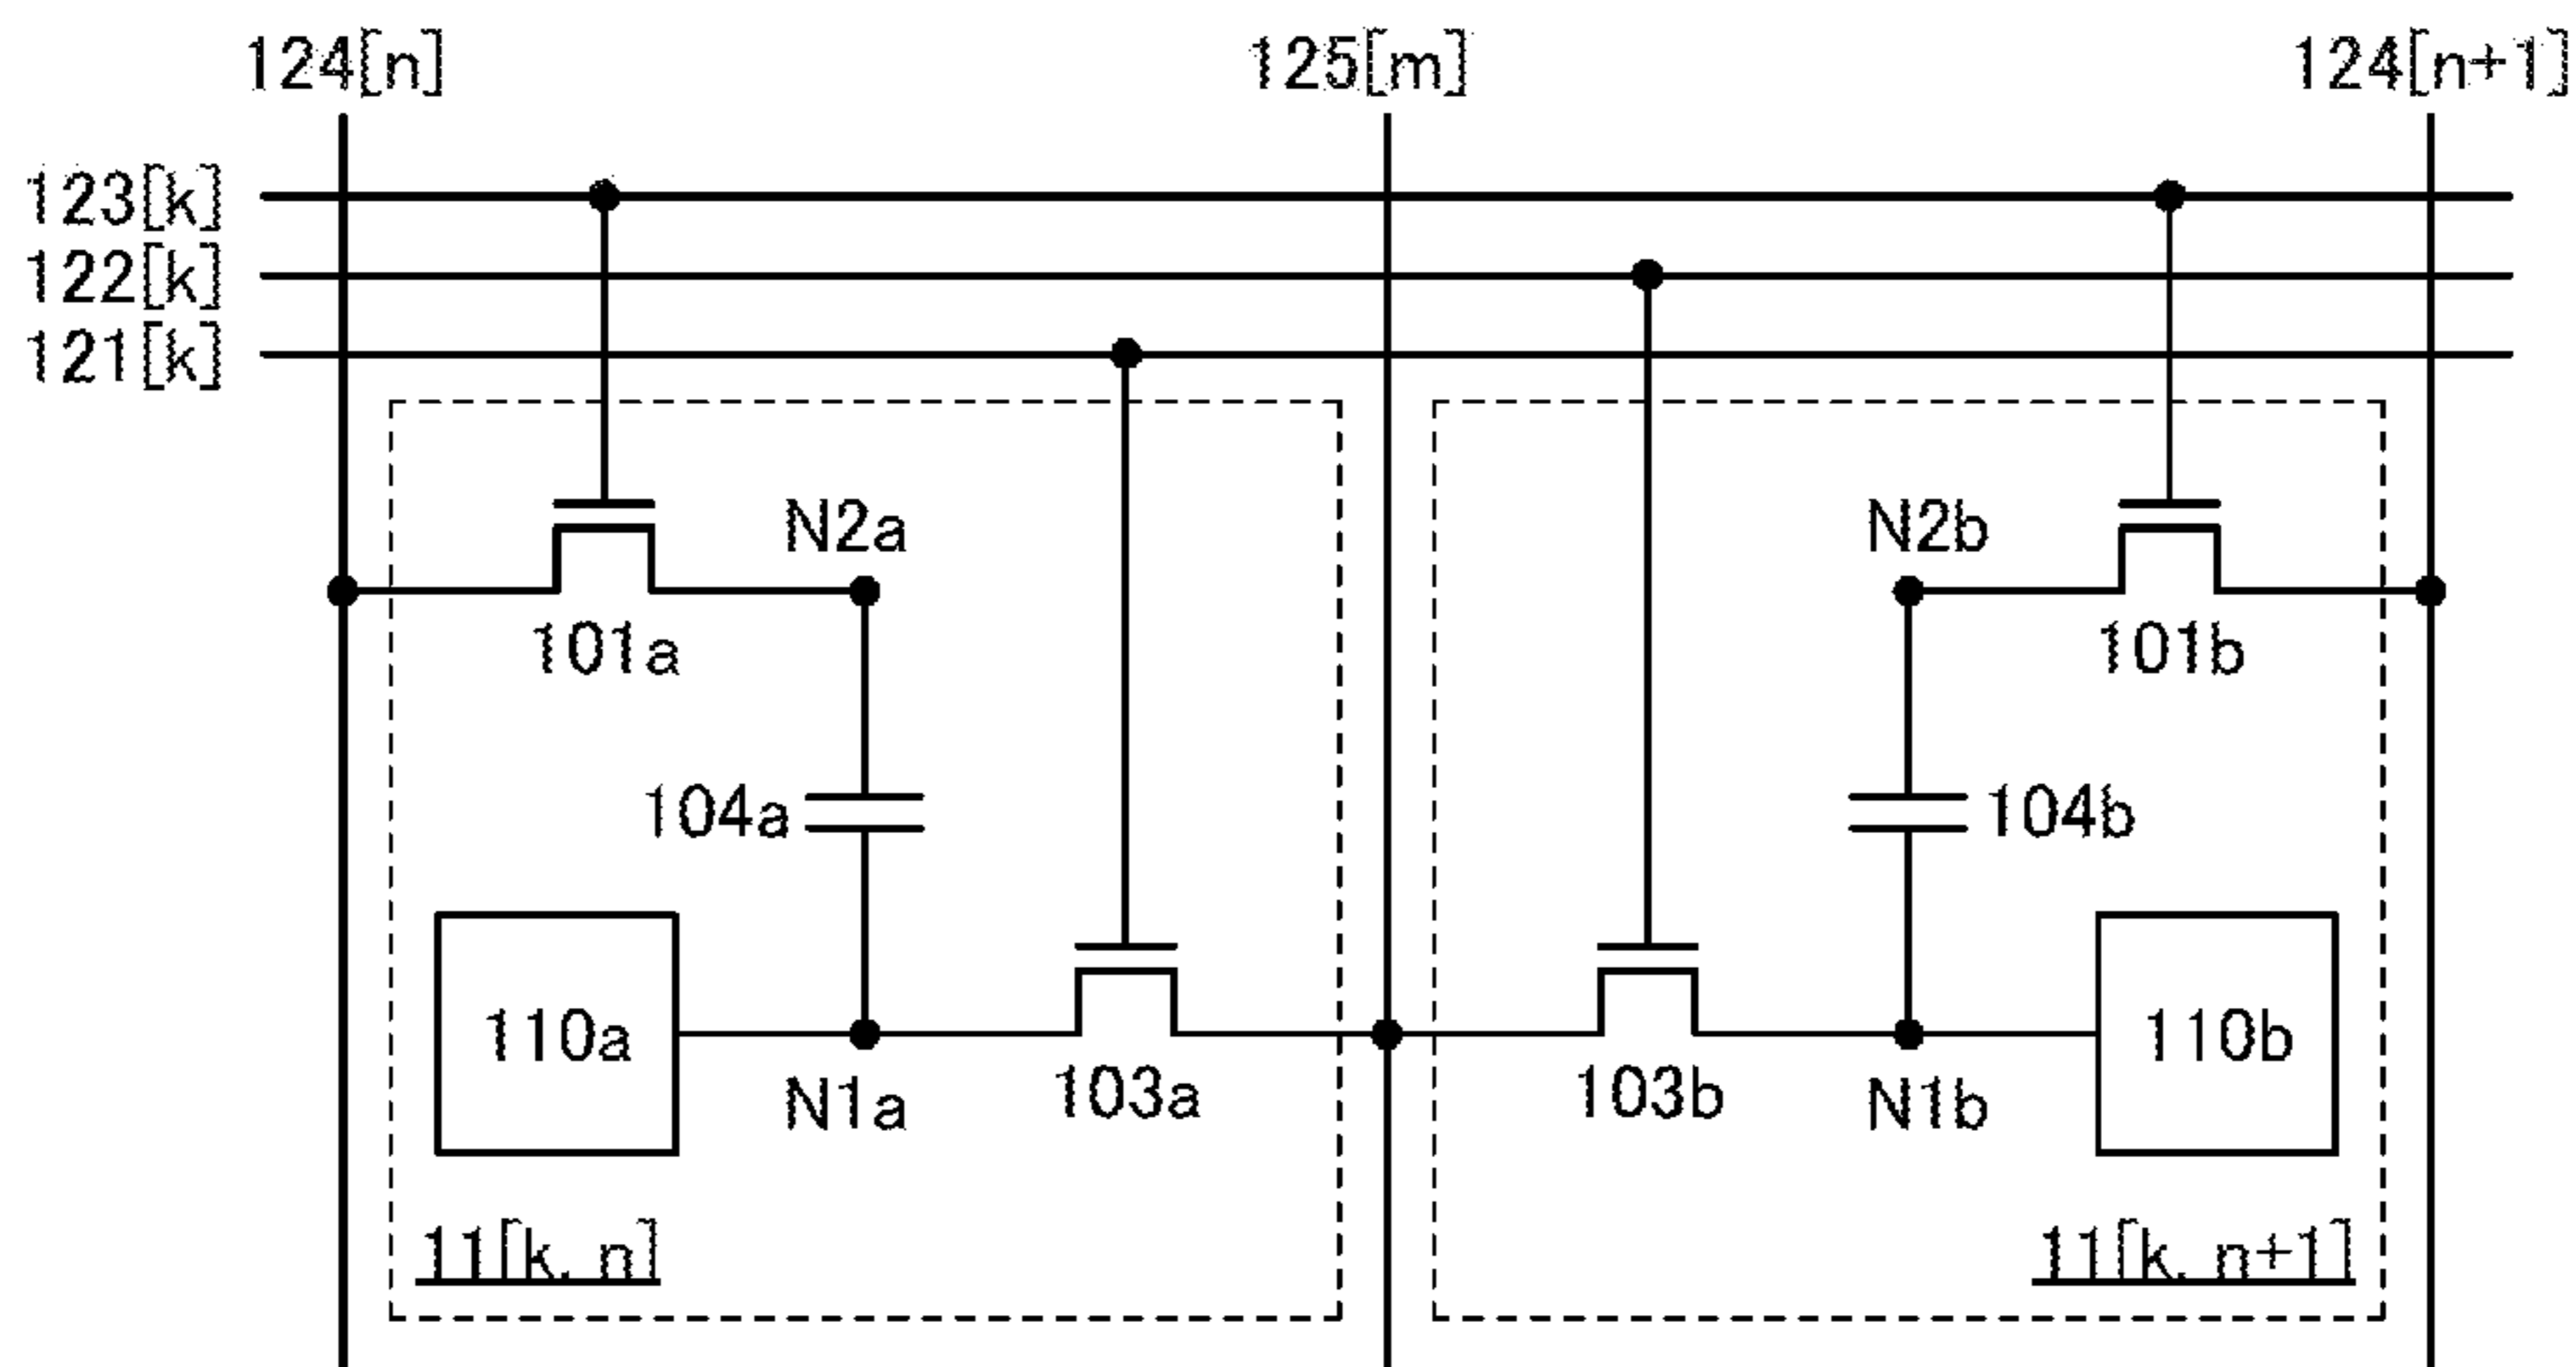 124[n] 125[m] 124[n+1]
123[k]
122[k]
121[k]
N2a N2b
101a 101b
104a 104b
110a 110b
N1a 103a 103b N1b
11[k, n] 11[k, n+1]